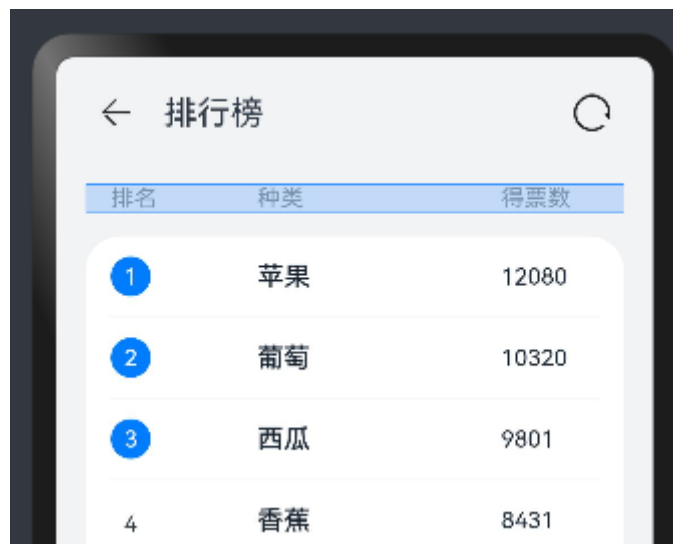 排行榜
排名 种类 得票数
1 苹果 12080
2 葡萄 10320
3 西瓜 9801
4 香蕉 8431